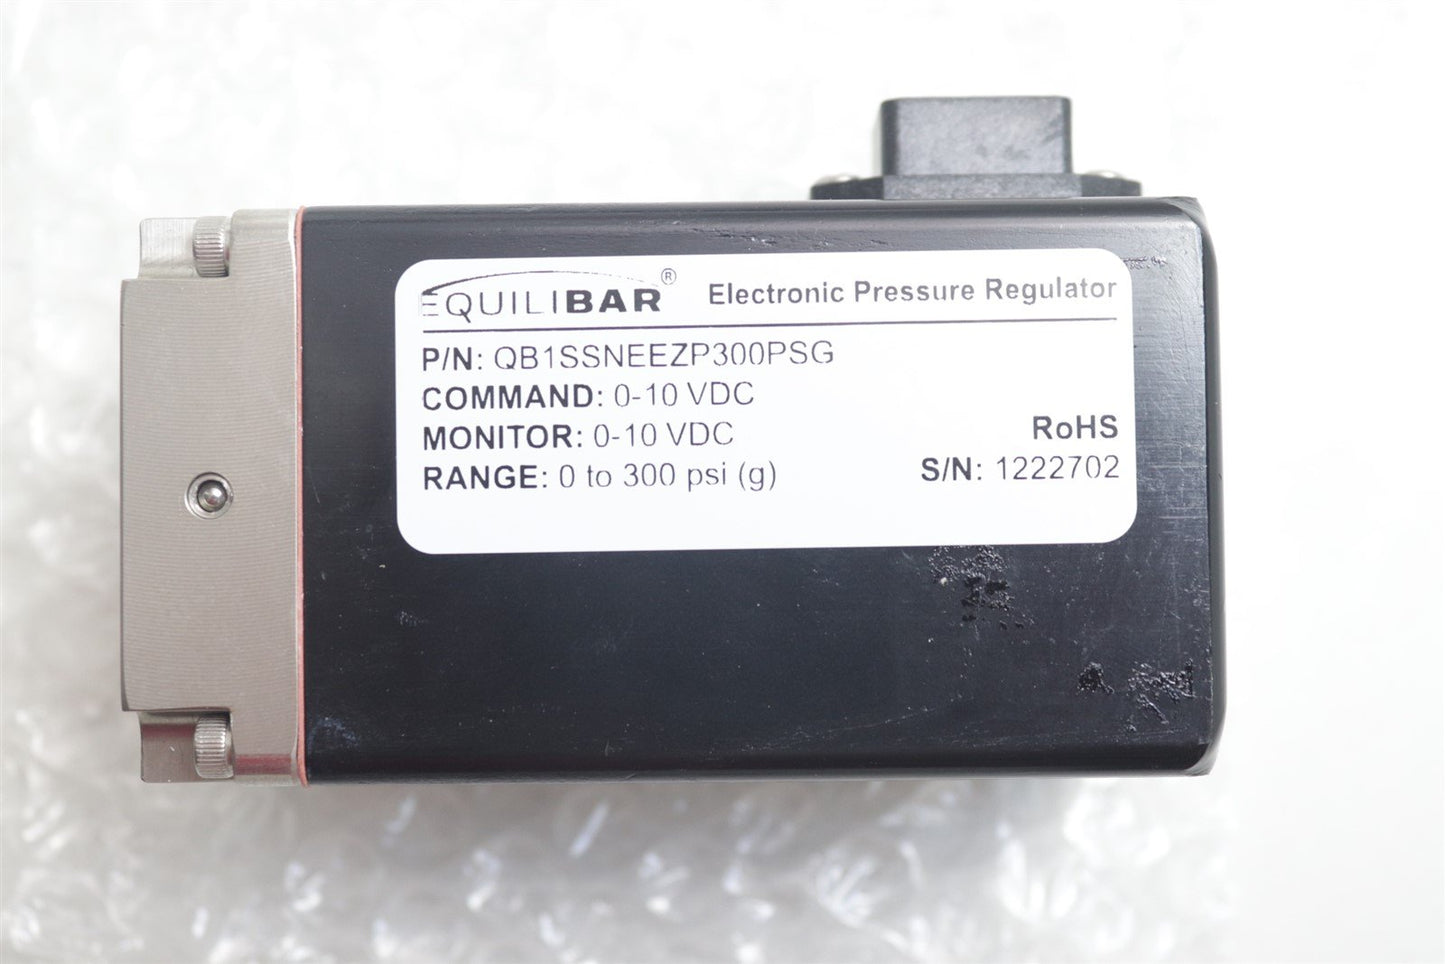 EQUILIBAR® Electronic Pressure Regulator
P/N: QB1SSNEEZP300PSG
COMMAND: 0-10 VDC
MONITOR: 0-10 VDC
RoHS
RANGE: 0 to 300 psi (g)
S/N: 1222702